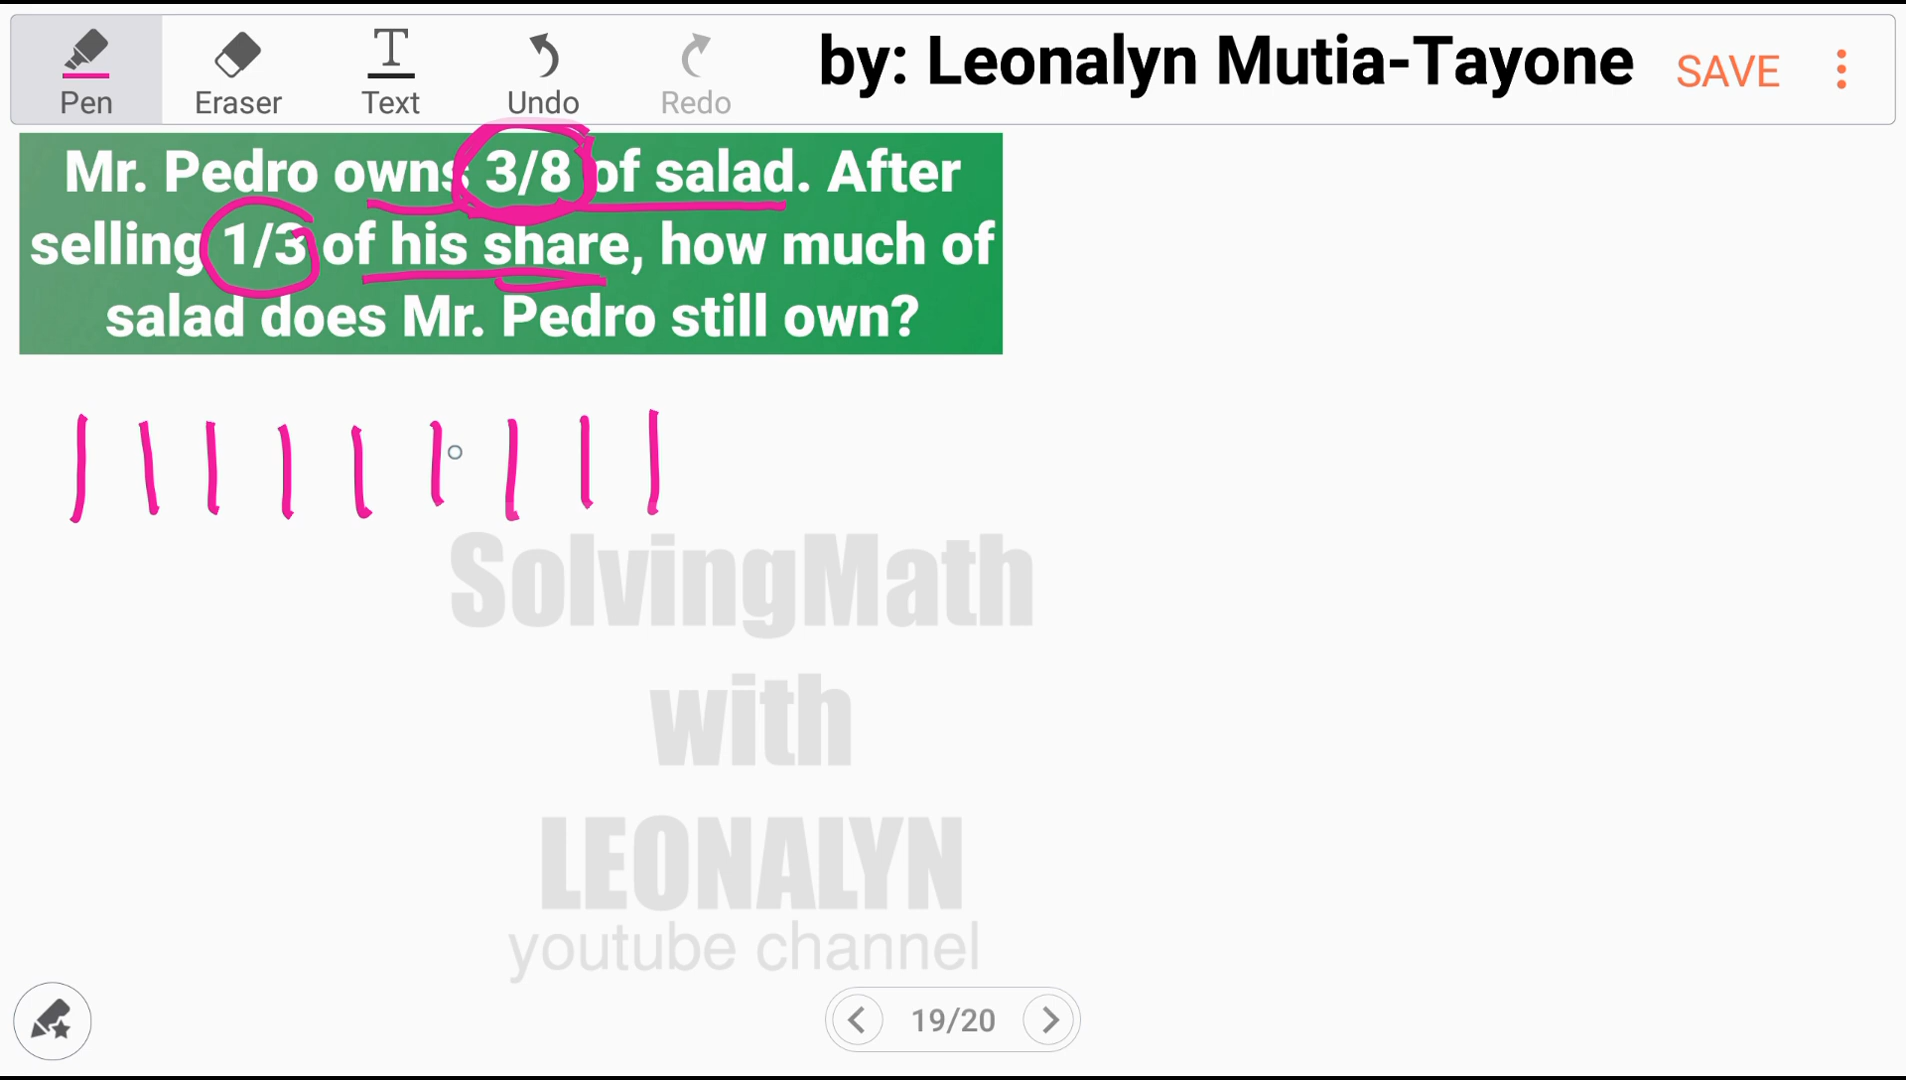 Pen Eraser Text Undo Redo by: Leonalyn Mutia-Tayone SAVE
Mr. Pedro owns 3/8 of salad. After
selling 1/3 of his share, how much of
salad does Mr. Pedro still own?
SolvingMath
with
LEONALYN
youtube channel
19/20